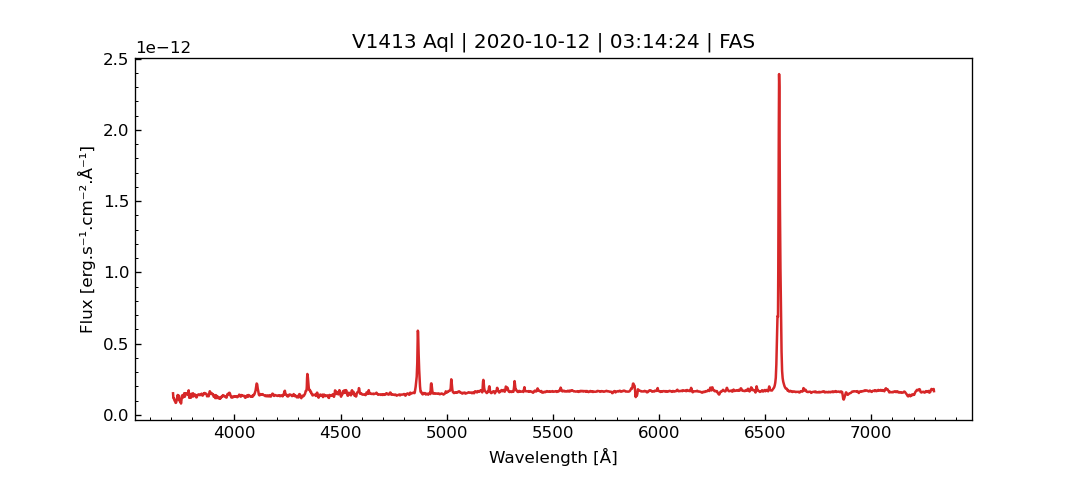 V1413 Aql | 2020-10-12 | 03:14:24 | FAS
1e−12
2.5
2.0
1.5
1.0
0.5
0.0
Flux [erg.s⁻¹.cm⁻².Å⁻¹]
4000 4500 5000 5500 6000 6500 7000
Wavelength [Å]